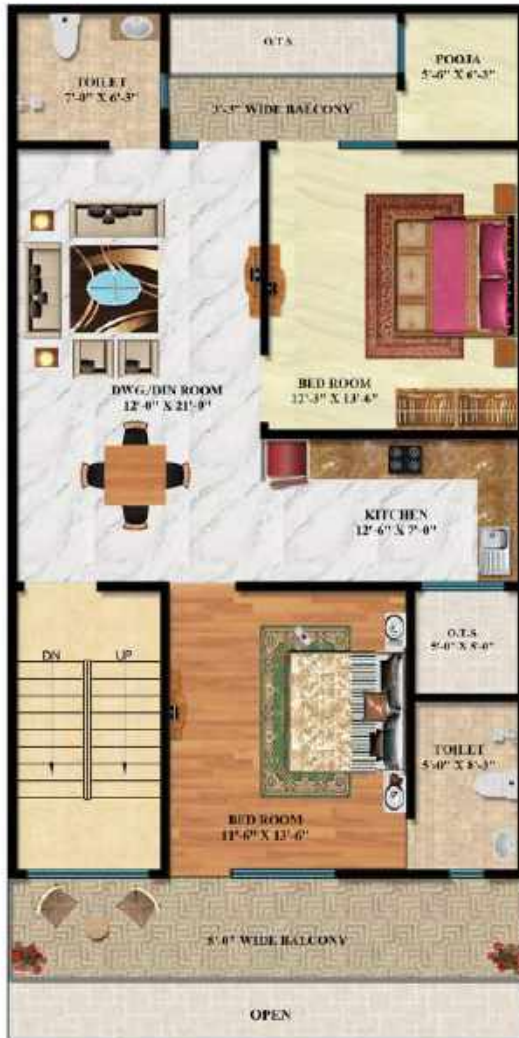 O.T.S
POOJA
5'-6" X 6'-3"
TOILET
7'-0" X 6'-3"
3'-3" WIDE BALCONY
BED ROOM
12'-3" X 13'-6"
DWG./DIN ROOM
12'-0" X 21'-9"
KITCHEN
12'-6" X 7'-0"
DN UP
O.T.S
5'-0" X 5'-0"
TOILET
5'-0" X 8'-3"
BED ROOM
11'-6" X 13'-6"
5'-0" WIDE BALCONY
OPEN